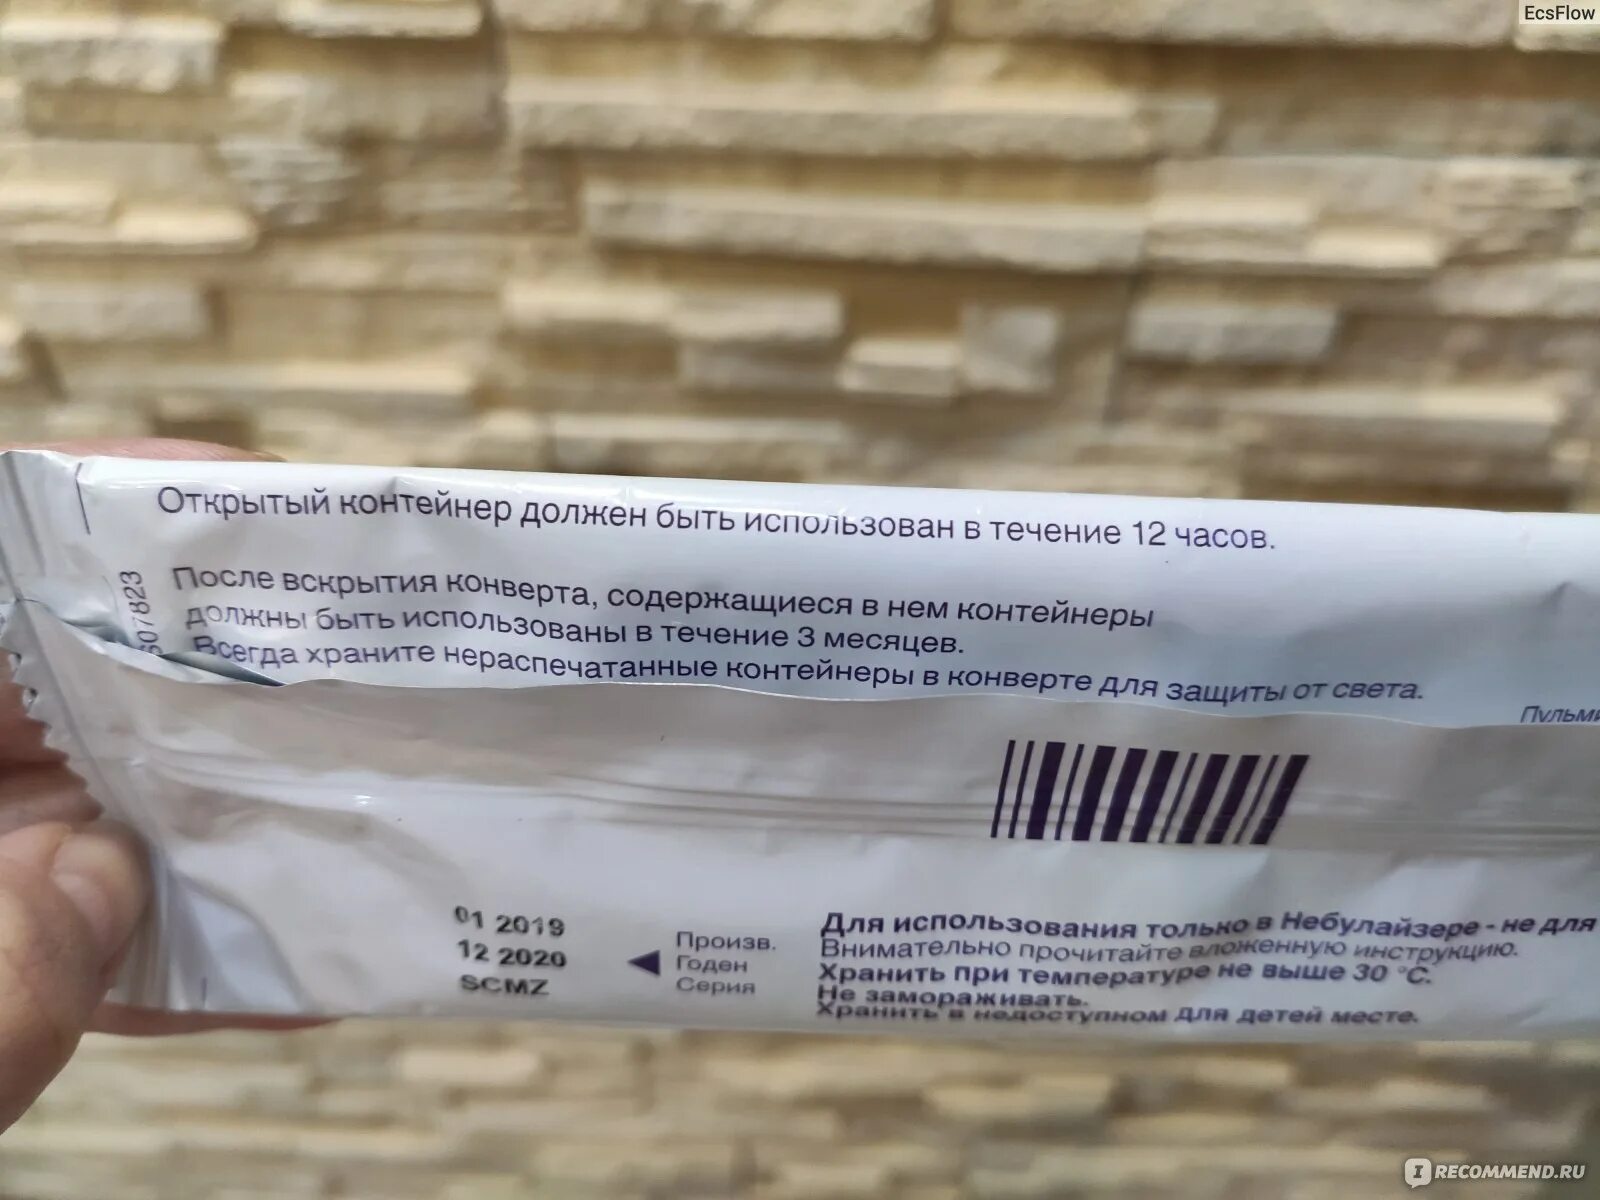 EcsFlow
Открытый контейнер должен быть использован в течение 12 часов.
После вскрытия конверта, содержащиеся в нем контейнеры
должны быть использованы в течение 3 месяцев.
Всегда храните нераспечатанные контейнеры в конверте для защиты от света.
01 2019
12 2020
SCMZ
Произв.
Годен
Серия
Для использования только в Небулайзере - не для
Внимательно прочитайте вложенную инструкцию.
Хранить при температуре не выше 30 °C.
Не замораживать.
Хранить в недоступном для детей месте.
IRECOMMEND.RU